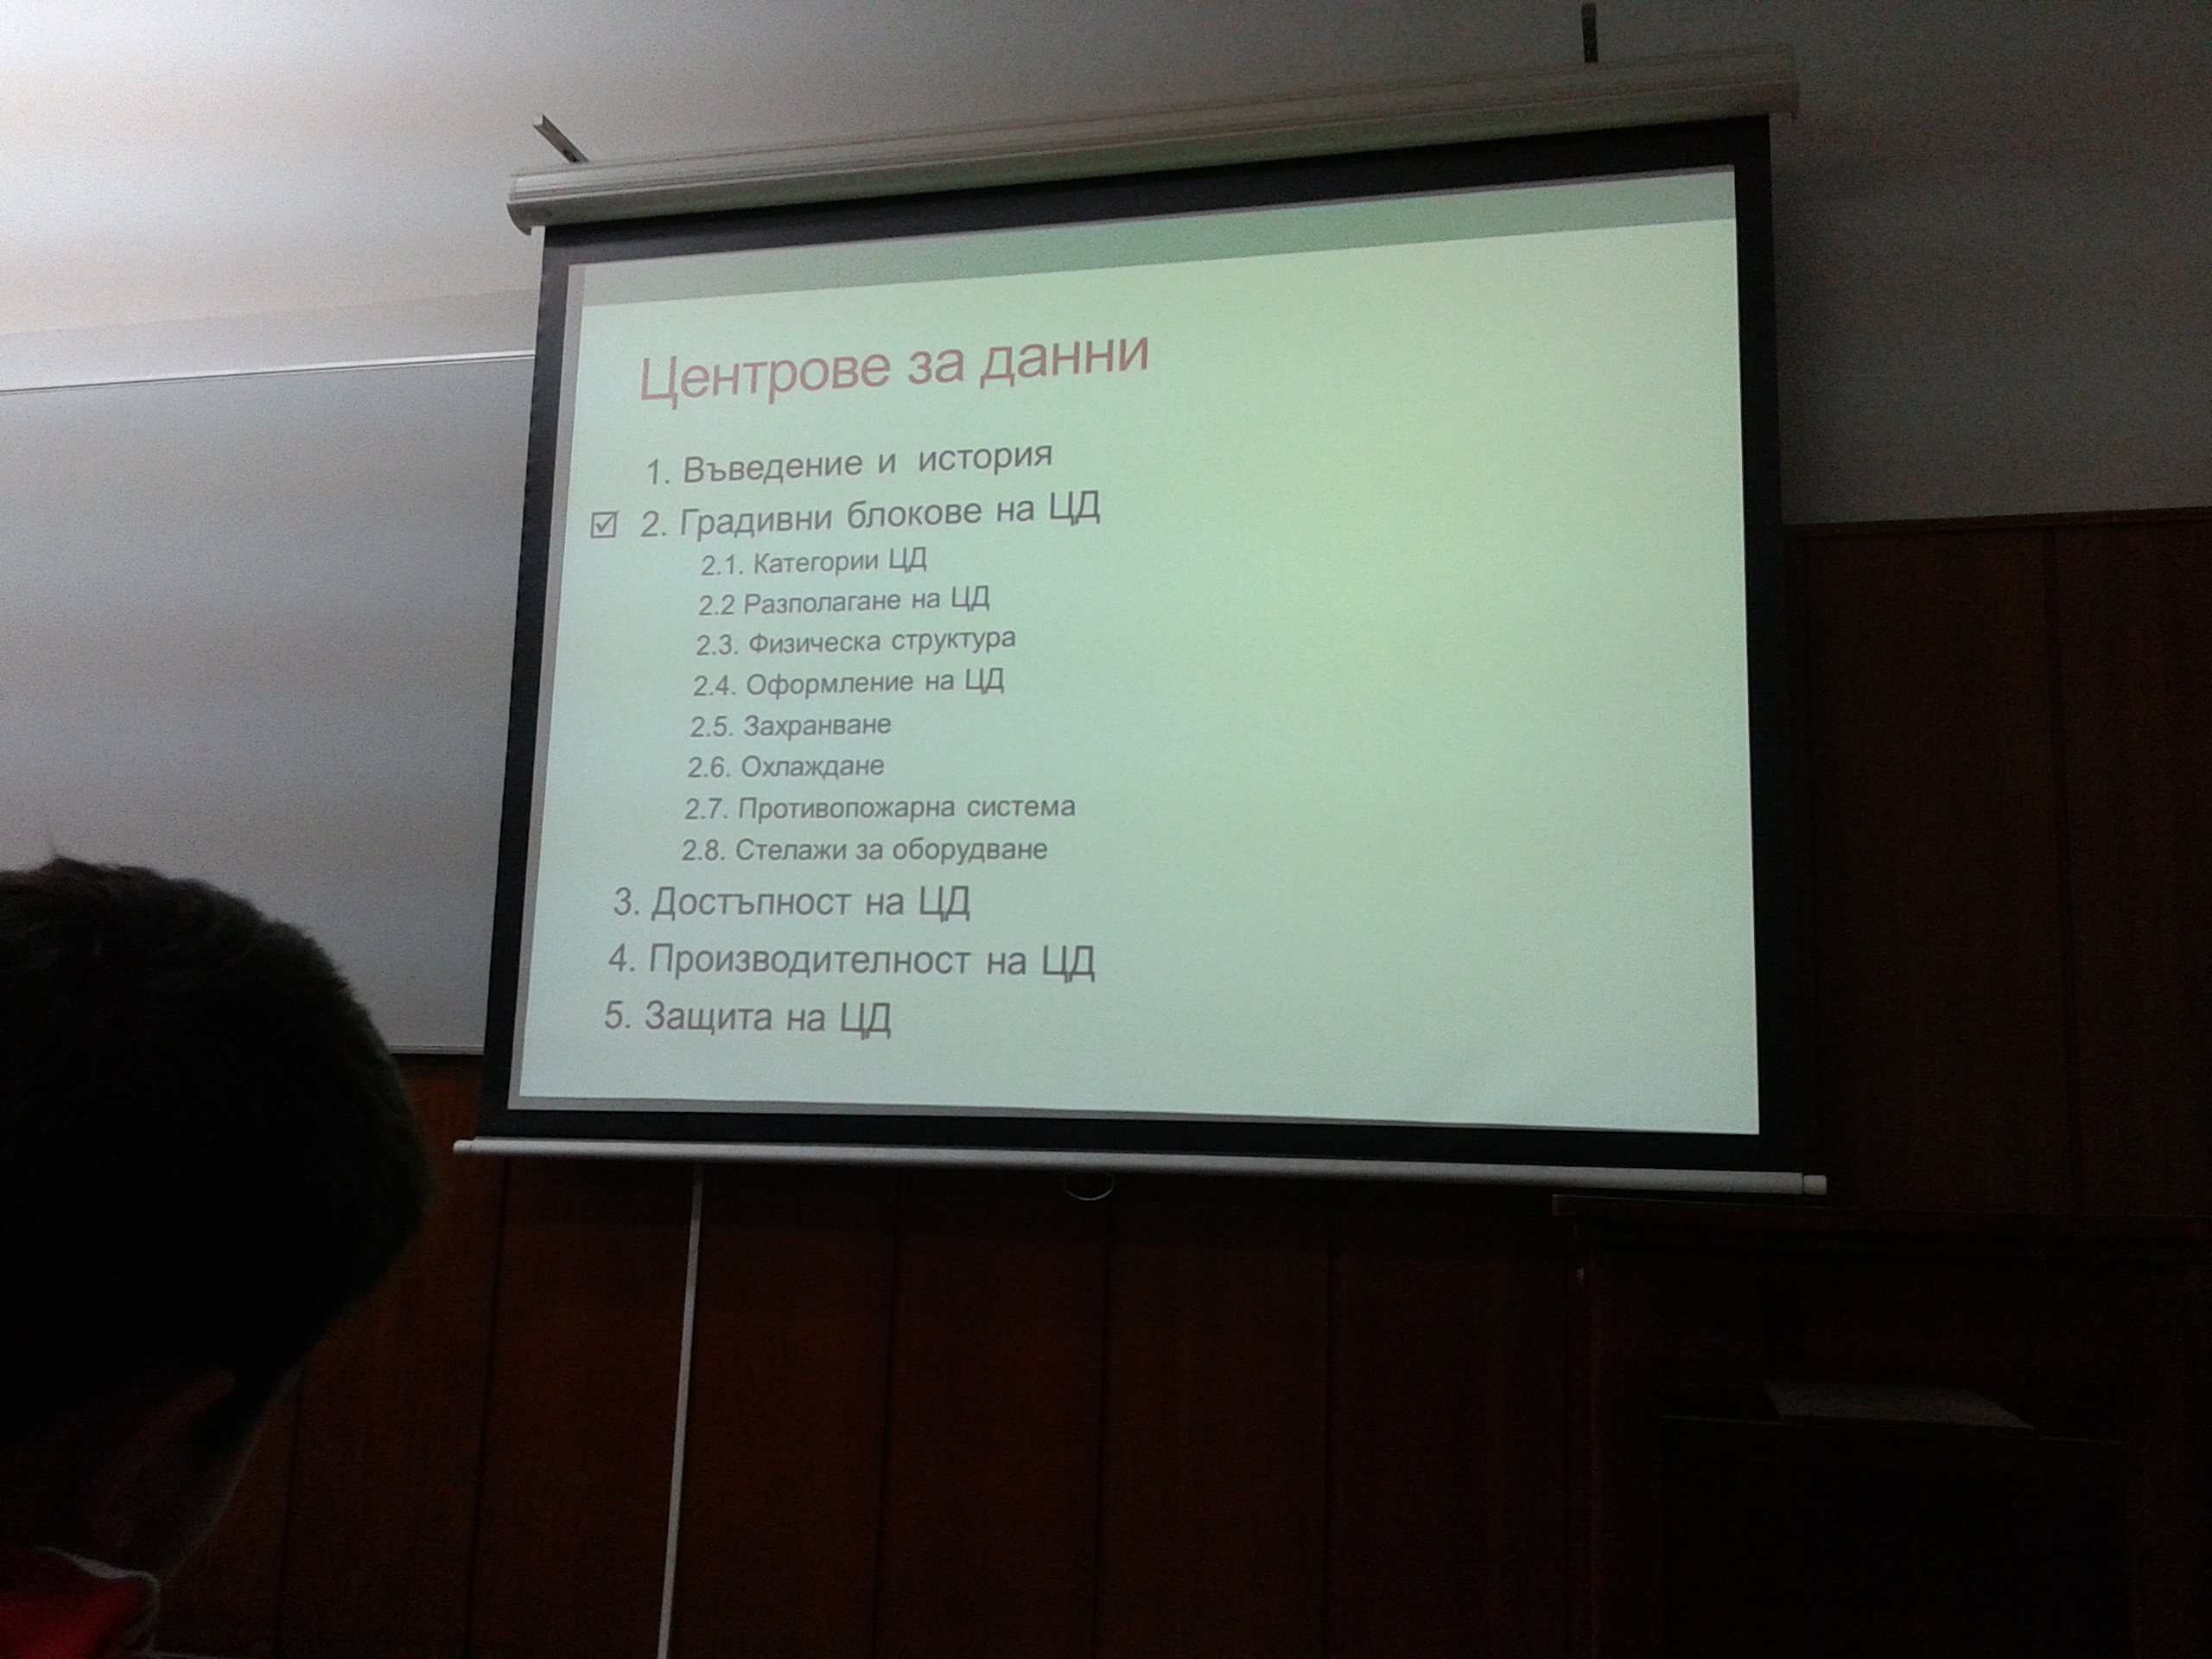 Центрове за данни
1. Въведение и история
☑ 2. Градивни блокове на ЦД
2.1. Категории ЦД
2.2 Разполагане на ЦД
2.3. Физическа структура
2.4. Оформление на ЦД
2.5. Захранване
2.6. Охлаждане
2.7. Противопожарна система
2.8. Стелажи за оборудване
3. Достъпност на ЦД
4. Производителност на ЦД
5. Защита на ЦД